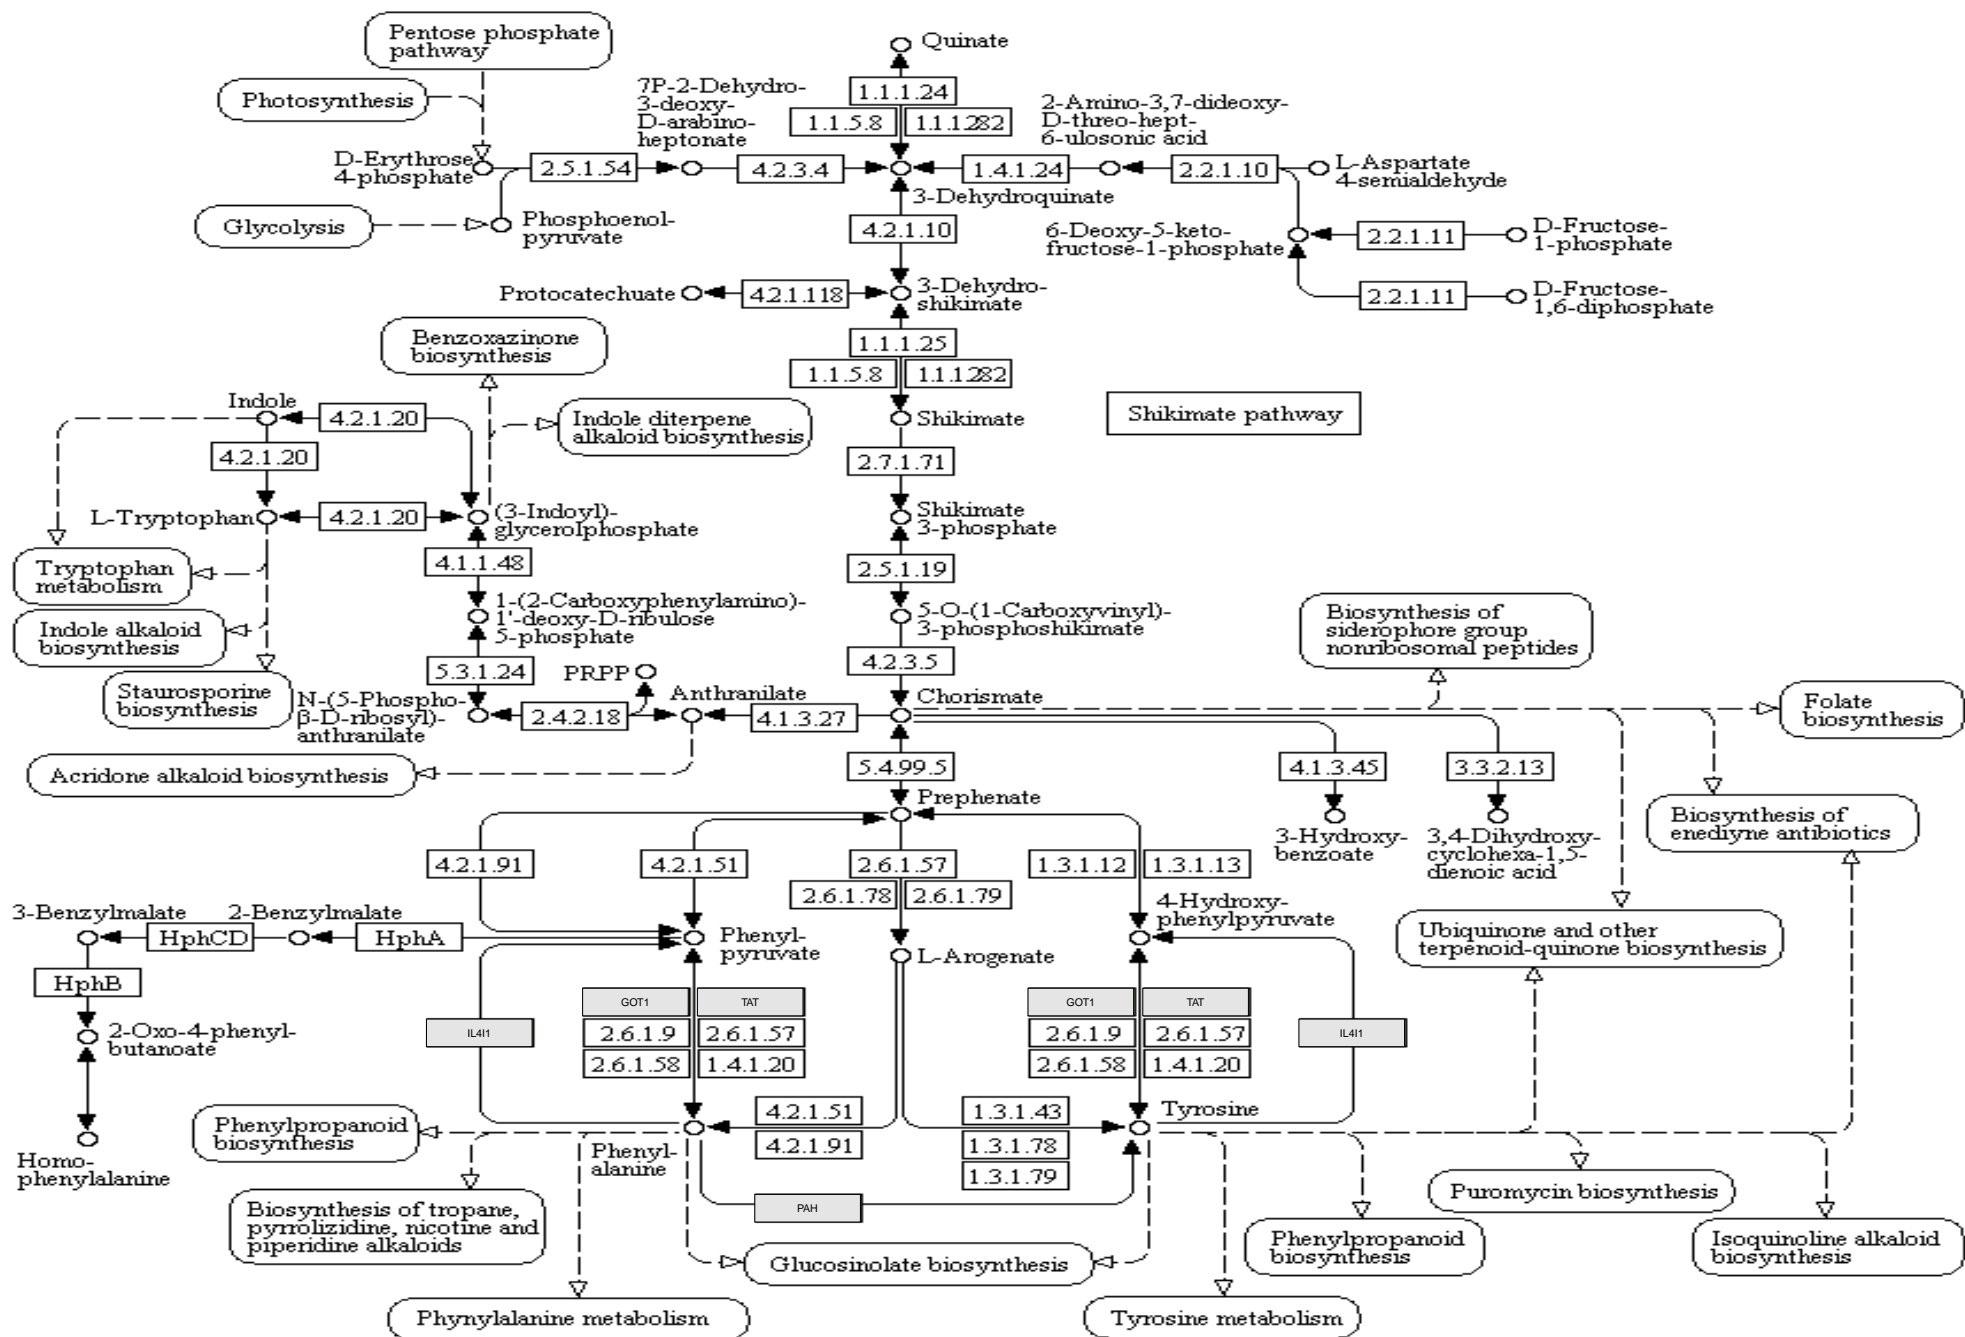 Pentose phosphate
pathway
Photosynthesis
Quinate
7P-2-Dehydro-
3-deoxy-
D-arabino-
heptonate
1.1.1.24
1.1.5.8
1.1.1282
2-Amino-3,7-dideoxy-
D-threo-hept-
6-ulosonic acid
D-Erythrose
4-phosphate
2.5.1.54
4.2.3.4
1.4.1.24
2.2.1.10
L-Aspartate
4-semialdehyde
3-Dehydroquinate
Glycolysis
Phosphoenol-
pyruvate
4.2.1.10
6-Deoxy-5-keto-
fructose-1-phosphate
2.2.1.11
D-Fructose-
1-phosphate
Protocatechuate
4.2.1.118
3-Dehydro-
shikimate
2.2.1.11
D-Fructose-
1,6-diphosphate
Benzoxazinone
biosynthesis
1.1.1.25
1.1.5.8
1.1.1282
Indole
4.2.1.20
Indole diterpene
alkaloid biosynthesis
Shikimate
Shikimate pathway
4.2.1.20
2.7.1.71
L-Tryptophan
4.2.1.20
(3-Indoyl)-
glycerolphosphate
Shikimate
3-phosphate
Tryptophan
metabolism
4.1.1.48
2.5.1.19
1-(2-Carboxyphenylamino)-
1'-deoxy-D-ribulose
5-phosphate
5-O-(1-Carboxyvinyl)-
3-phosphoshikimate
Biosynthesis of
siderophore group
nonribosomal peptides
Indole alkaloid
biosynthesis
5.3.1.24
PRPP
4.2.3.5
Staurosporine
biosynthesis
N-(5-Phospho-
β-D-ribosyl)-
anthranilate
2.4.2.18
Anthranilate
4.1.3.27
Chorismate
Folate
biosynthesis
Acridone alkaloid biosynthesis
5.4.99.5
4.1.3.45
3.3.2.13
Prephenate
3-Hydroxy-
benzoate
3,4-Dihydroxy-
cyclohexa-1,5-
dienoic acid
Biosynthesis of
enediyne antibiotics
4.2.1.91
4.2.1.51
2.6.1.57
2.6.1.78
2.6.1.79
1.3.1.12
1.3.1.13
3-Benzylmalate
2-Benzylmalate
HphCD
HphA
Phenyl-
pyruvate
L-Arogenate
4-Hydroxy-
phenylpyruvate
Ubiquinone and other
terpenoid-quinone biosynthesis
HphB
2-Oxo-4-phenyl-
butanoate
IL4I1
GOT1
TAT
2.6.1.9
2.6.1.57
2.6.1.58
1.4.1.20
GOT1
TAT
2.6.1.9
2.6.1.57
2.6.1.58
1.4.1.20
IL4I1
Phenylpropanoid
biosynthesis
4.2.1.51
4.2.1.91
1.3.1.43
1.3.1.78
1.3.1.79
Tyrosine
Homo-
phenylalanine
Phenyl-
alanine
Biosynthesis of tropane,
pyrrolizidine, nicotine and
piperidine alkaloids
PAH
Puromycin biosynthesis
Glucosinolate biosynthesis
Phenylpropanoid
biosynthesis
Isoquinoline alkaloid
biosynthesis
Phynylalanine metabolism
Tyrosine metabolism